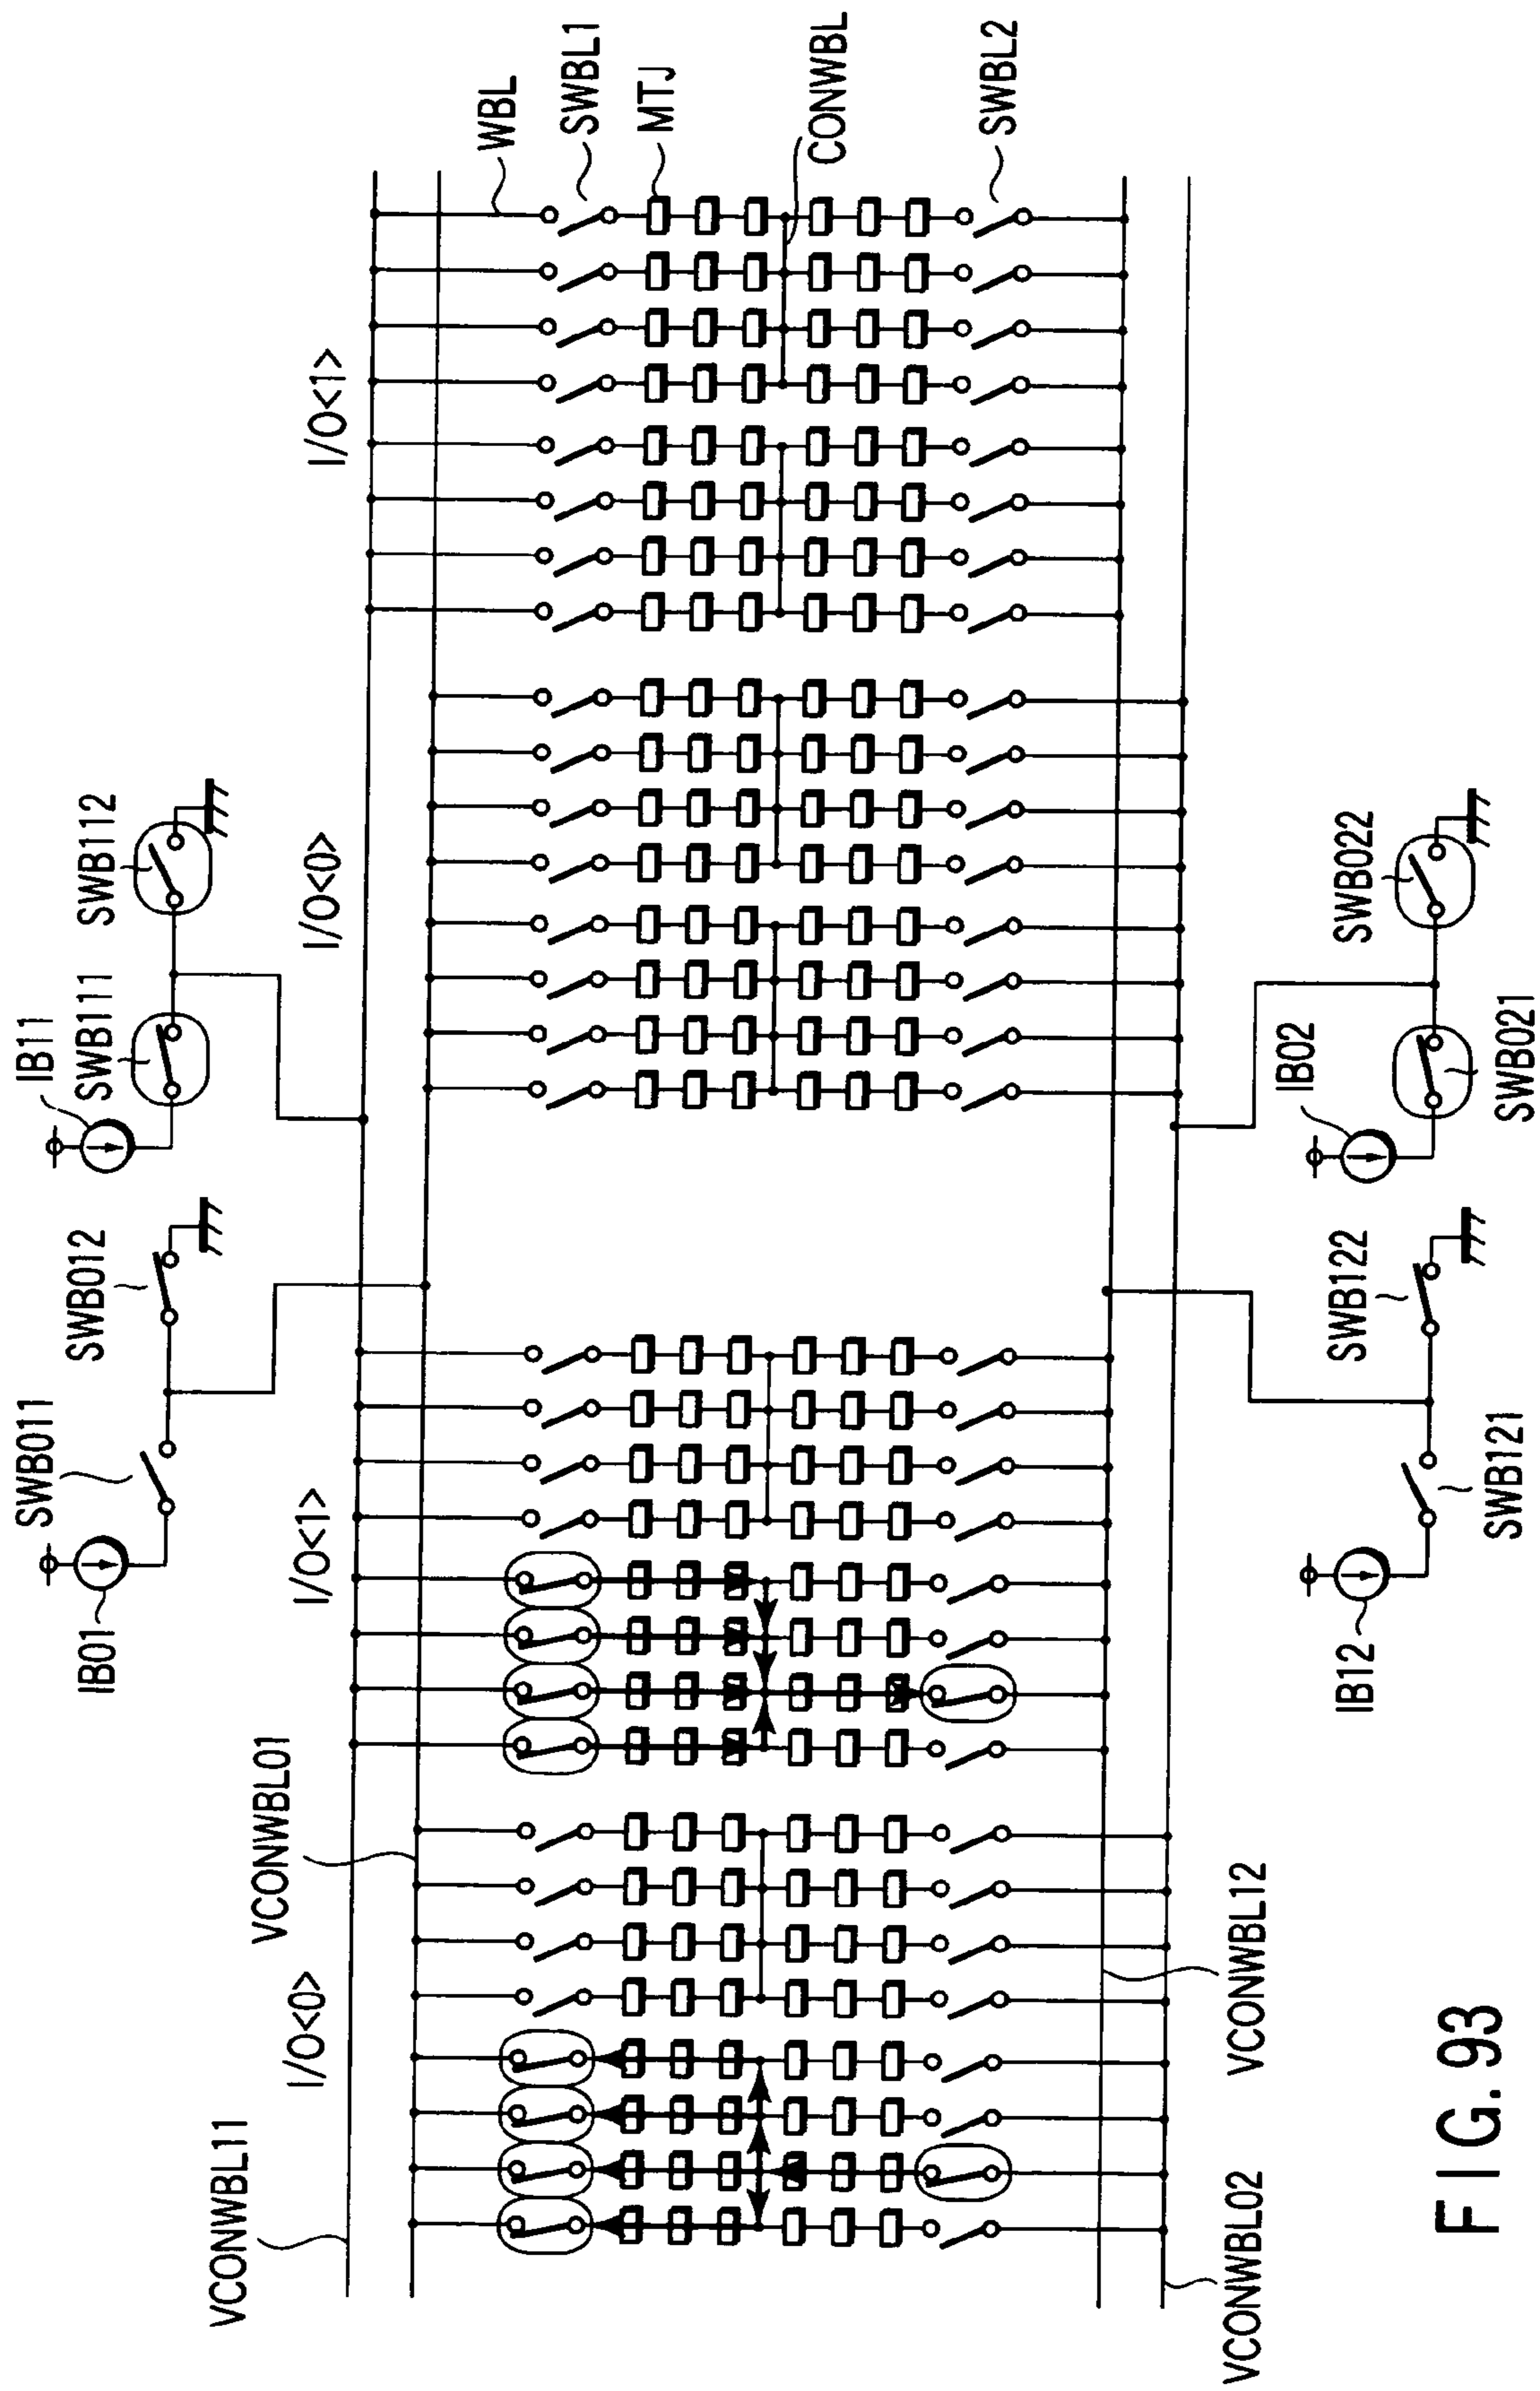 IB01
SWB011
SWB012
IB11
SWB111
SWB112
VCONWBL11
VCONWBL01
I/O<0>
I/O<1>
I/O<0>
I/O<1>
WBL
SWBL1
MTJ
CONWBL
SWBL2
VCONWBL02
VCONWBL12
IB12
SWB121
SWB122
IB02
SWB021
SWB022
FIG. 93